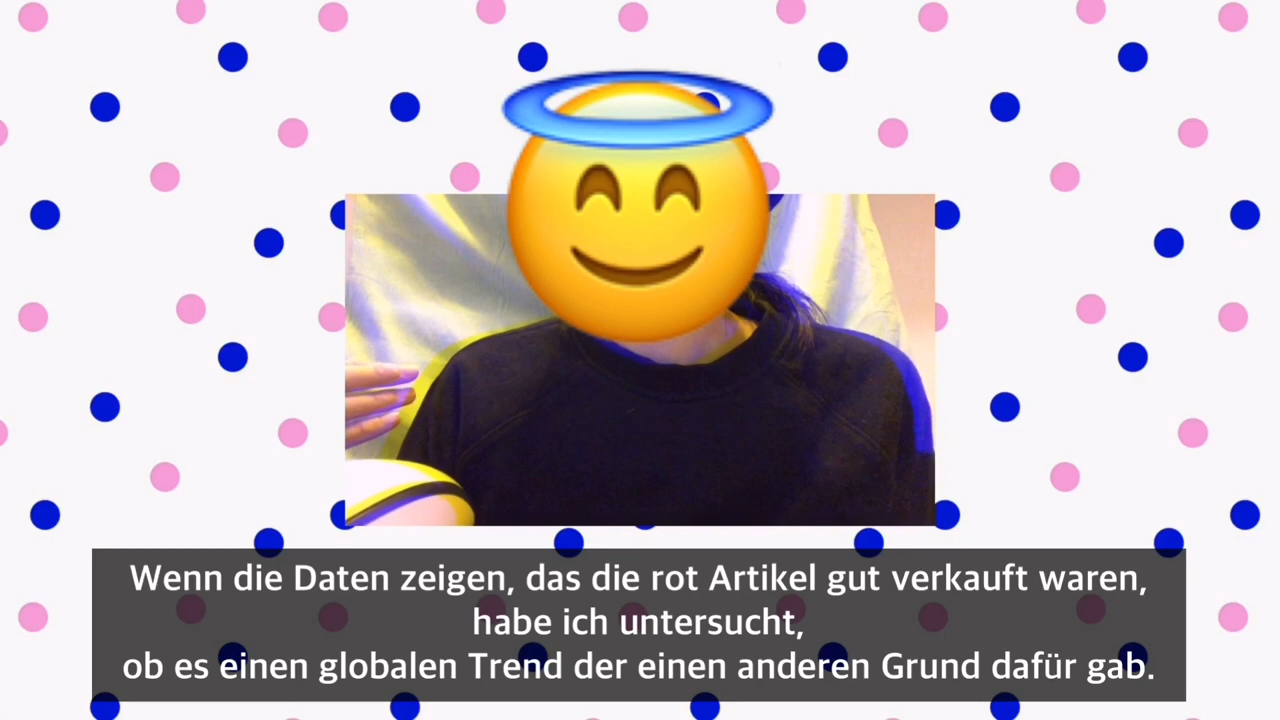 Wenn die Daten zeigen, das die rot Artikel gut verkauft waren,
habe ich untersucht,
ob es einen globalen Trend der einen anderen Grund dafür gab.